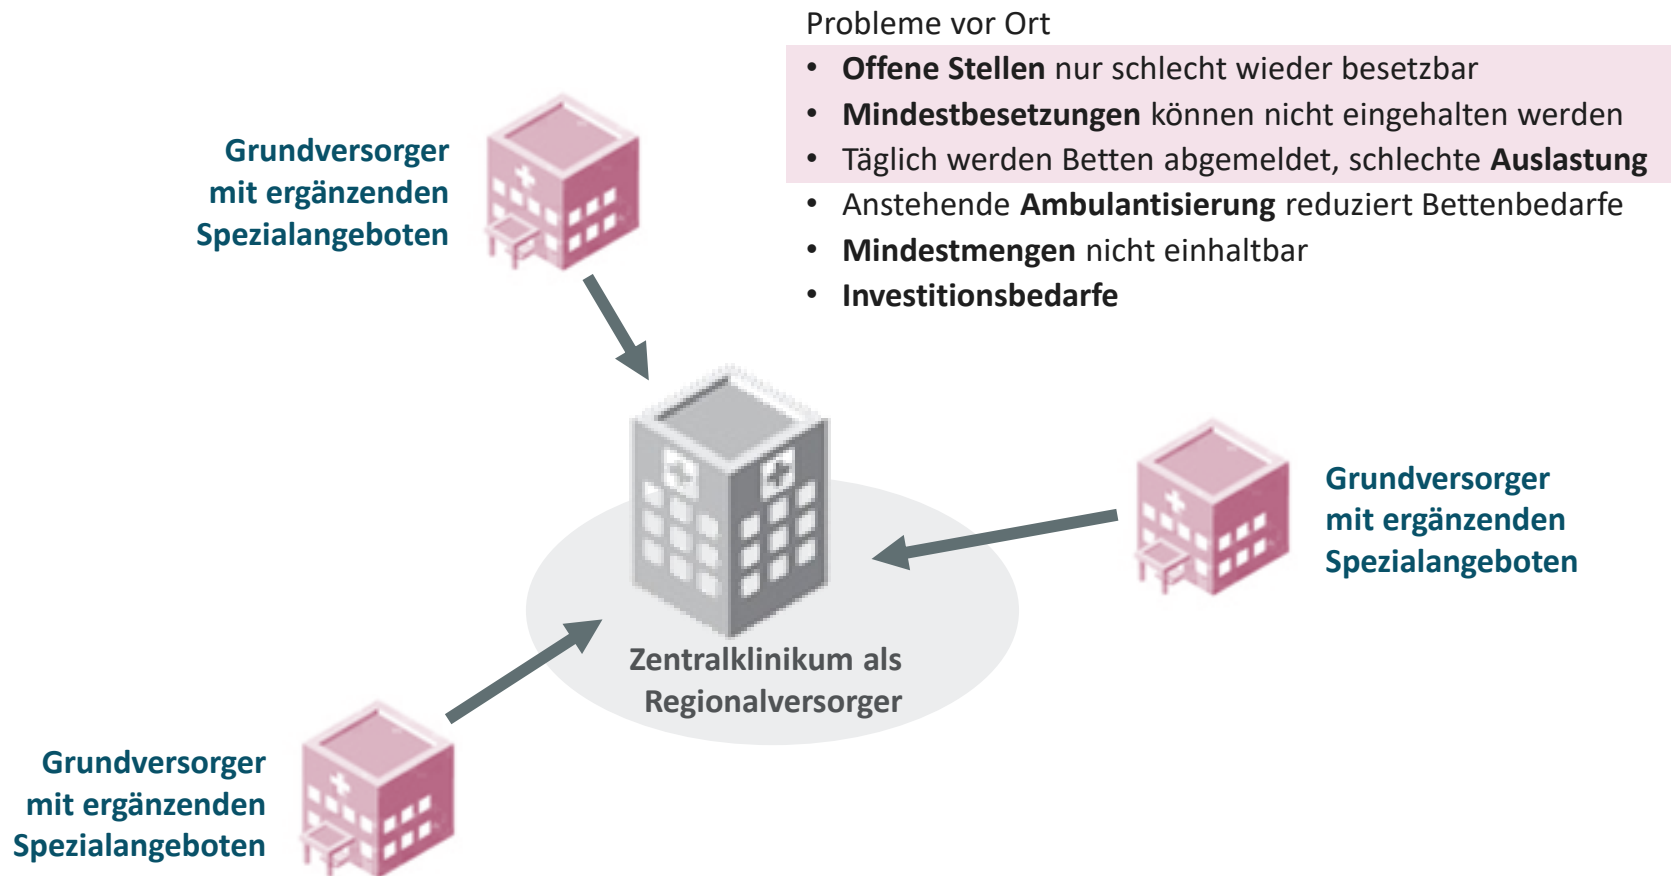 Probleme vor Ort
• Offene Stellen nur schlecht wieder besetzbar
• Mindestbesetzungen können nicht eingehalten werden
• Täglich werden Betten abgemeldet, schlechte Auslastung
• Anstehende Ambulantisierung reduziert Bettenbedarfe
• Mindestmengen nicht einhaltbar
• Investitionsbedarfe
Grundversorger
mit ergänzenden
Spezialangeboten
Grundversorger
mit ergänzenden
Spezialangeboten
Zentralklinikum als
Regionalversorger
Grundversorger
mit ergänzenden
Spezialangeboten